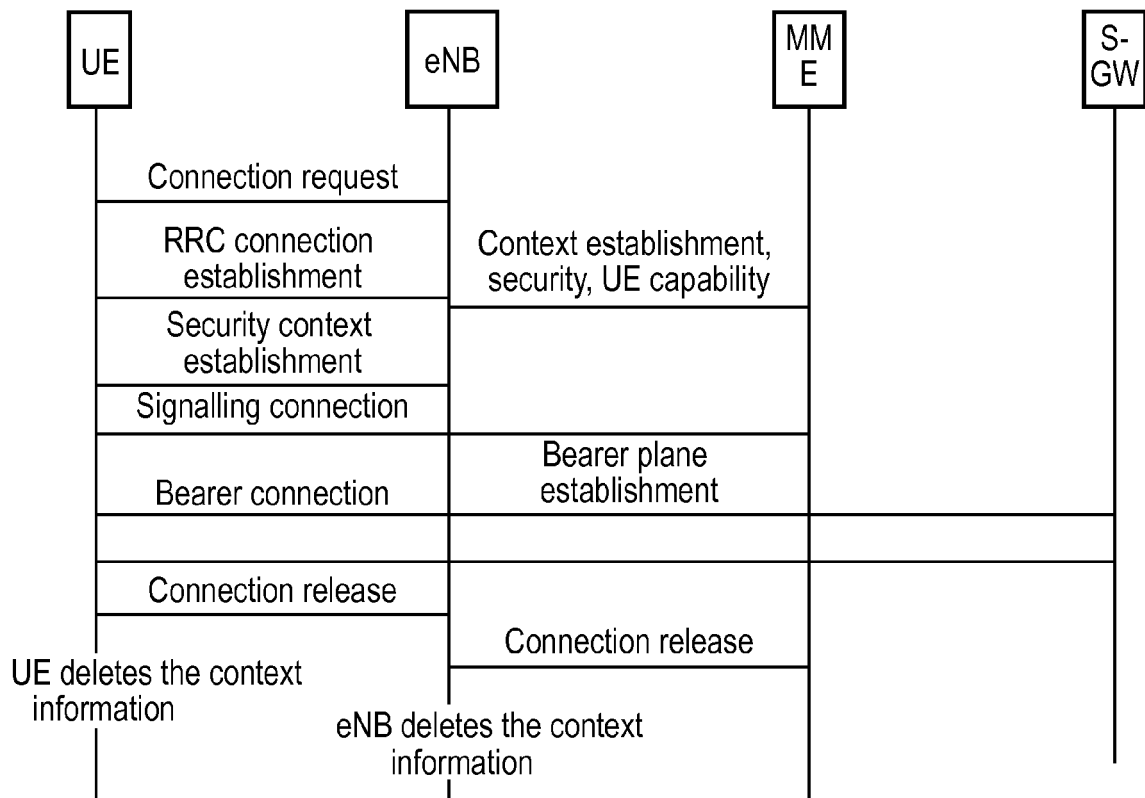 UE
eNB
MM
E
S-
GW
Connection request
RRC connection
establishment
Context establishment,
security, UE capability
Security context
establishment
Signalling connection
Bearer plane
establishment
Bearer connection
Connection release
Connection release
UE deletes the context
information
eNB deletes the context
information